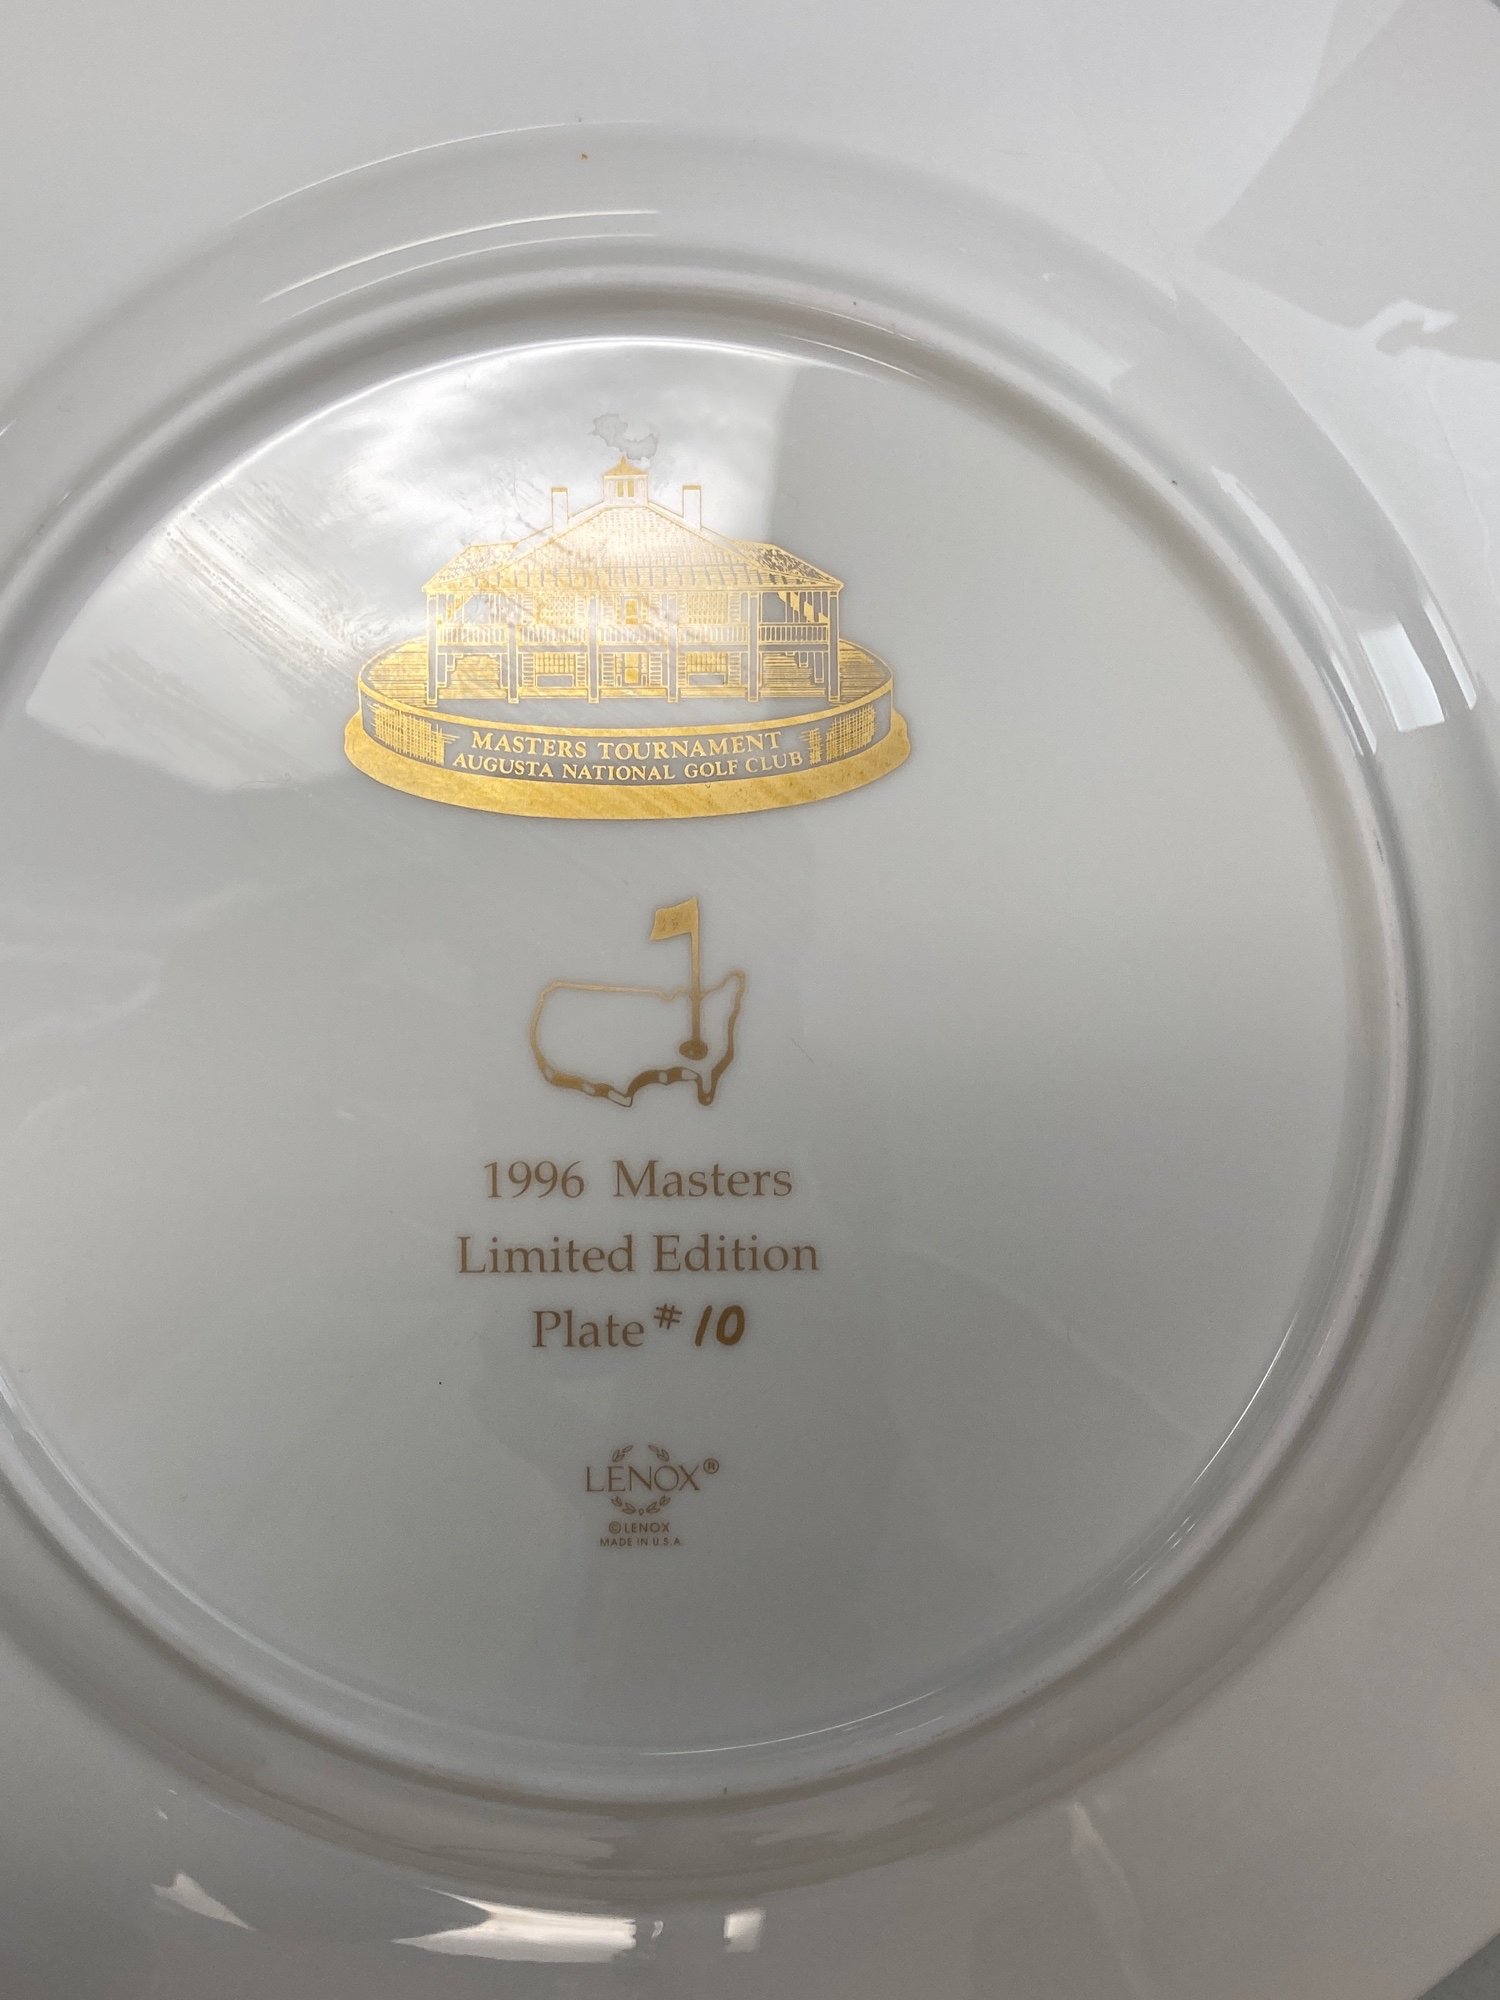 MASTERS TOURNAMENT
AUGUSTA NATIONAL GOLF CLUB
1996 Masters
Limited Edition
Plate # 10
LENOX®
© LENOX
MADE IN U.S.A.